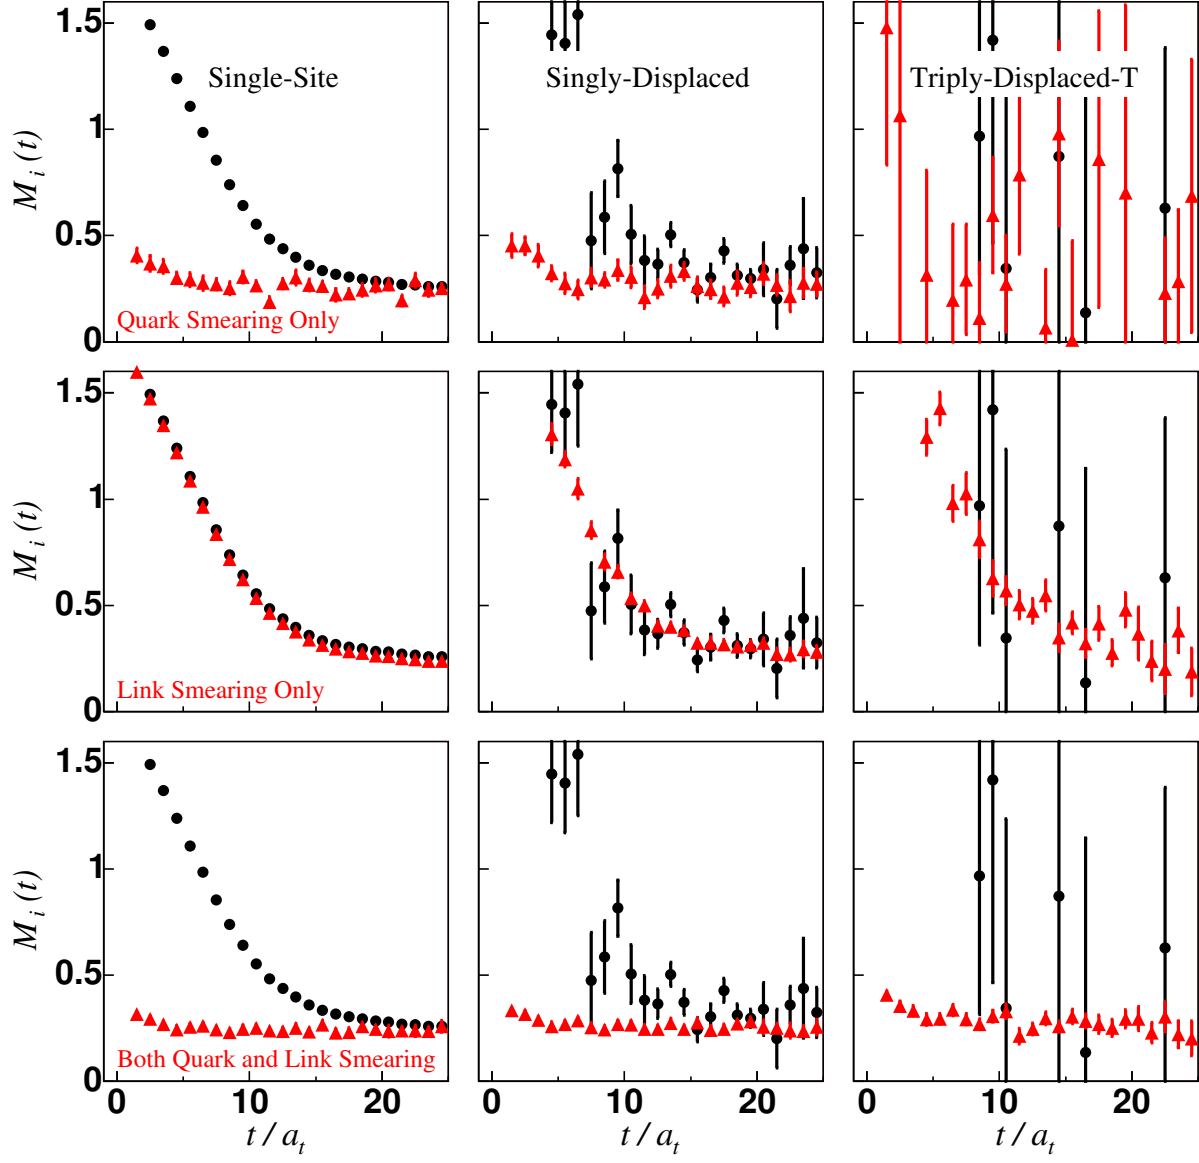 1.5
Single-Site
Singly-Displaced
Triply-Displaced-T
1
M_i(t)
0.5
Quark Smearing Only
0
1.5
1
M_i(t)
0.5
Link Smearing Only
0
1.5
1
M_i(t)
0.5
Both Quark and Link Smearing
0
0 10 20 0 10 20 0 10 20
t / a_t t / a_t t / a_t